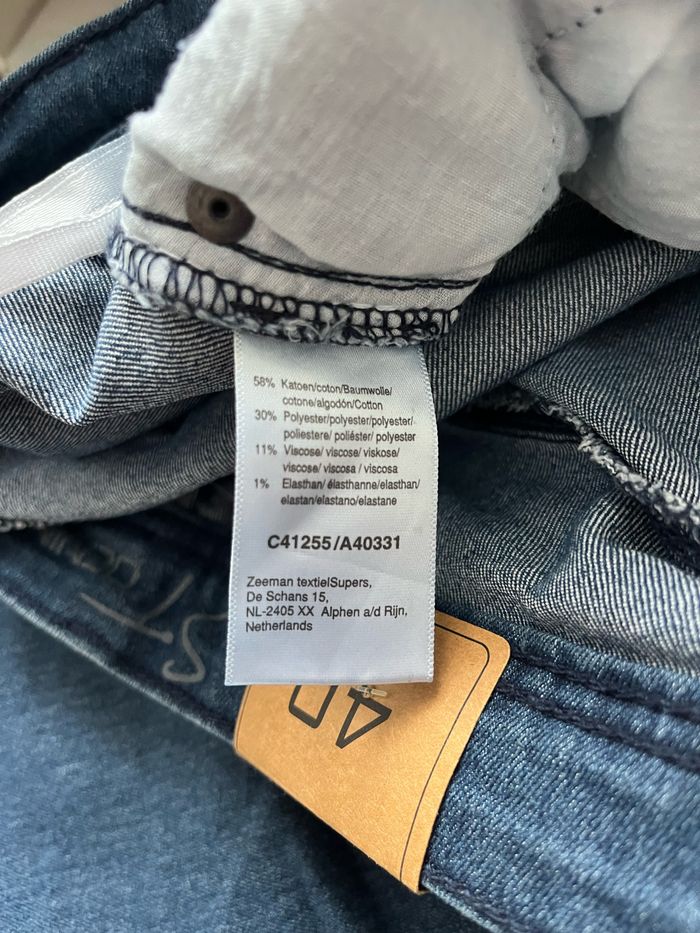 58% Katoen/coton/Baumwolle/
cotone/algodón/Cotton
30% Polyester/polyester/polyester/
poliestere/ poliéster/ polyester
11% Viscose/ viscose/ viskose/
viscose/ viscosa / viscosa
1% Elasthan/ élasthanne/elasthan/
elastan/elastano/elastane
C41255/A40331
Zeeman textielSupers,
De Schans 15,
NL-2405 XX Alphen a/d Rijn,
Netherlands